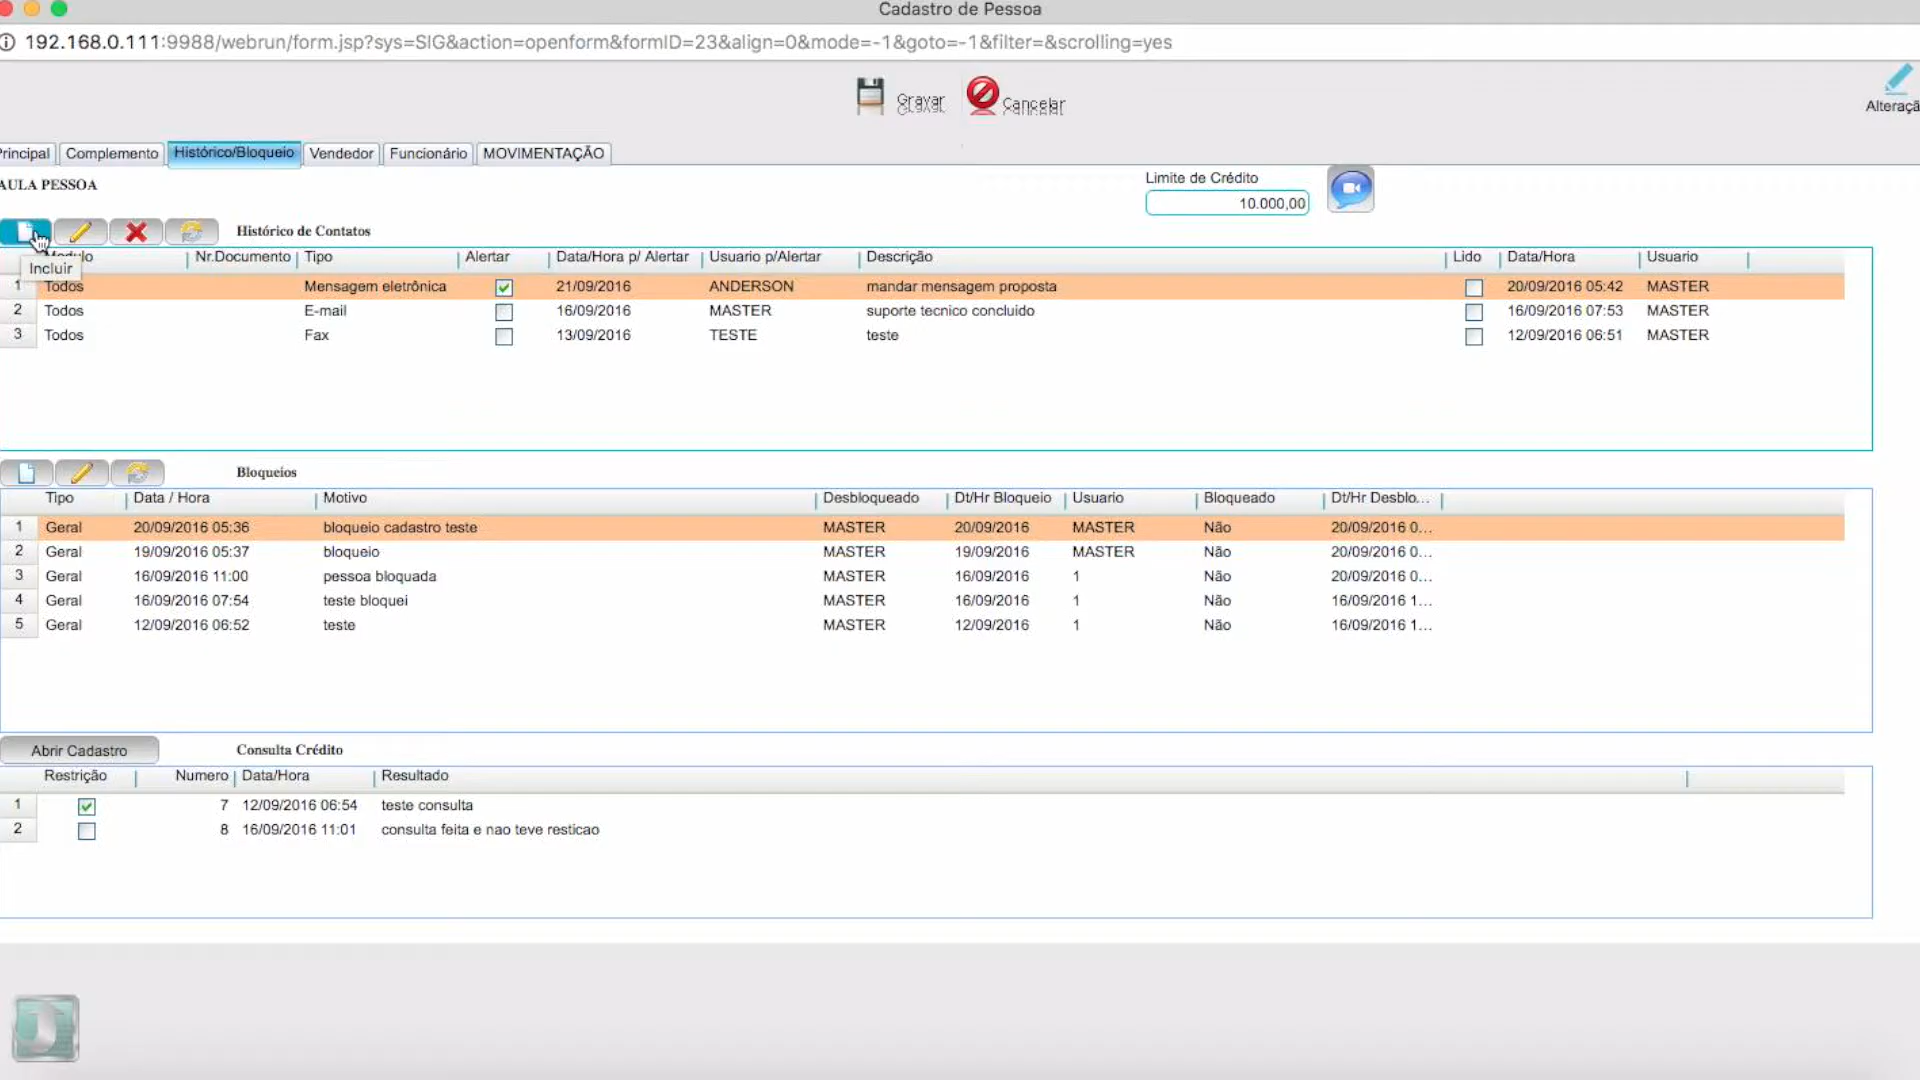 Cadastro de Pessoa
192.168.0.111:9988/webrun/form.jsp?sys=SIG&action=openform&formID=23&align=0&mode=-1&goto=-1&filter=&scrolling=yes
Gravar Cancelar
Alteraçã
Principal Complemento Histórico/Bloqueio Vendedor Funcionário MOVIMENTAÇÃO
AULA PESSOA
Limite de Crédito
10.000,00
Histórico de Contatos
Modulo Nr.Documento Tipo Alertar Data/Hora p/ Alertar Usuario p/Alertar Descrição Lido Data/Hora Usuario
Incluir
1 Todos Mensagem eletrônica 21/09/2016 ANDERSON mandar mensagem proposta 20/09/2016 05:42 MASTER
2 Todos E-mail 16/09/2016 MASTER suporte tecnico concluido 16/09/2016 07:53 MASTER
3 Todos Fax 13/09/2016 TESTE teste 12/09/2016 06:51 MASTER
Bloqueios
Tipo Data / Hora Motivo Desbloqueado Dt/Hr Bloqueio Usuario Bloqueado Dt/Hr Desblo...
1 Geral 20/09/2016 05:36 bloqueio cadastro teste MASTER 20/09/2016 MASTER Não 20/09/2016 0...
2 Geral 19/09/2016 05:37 bloqueio MASTER 19/09/2016 MASTER Não 20/09/2016 0...
3 Geral 16/09/2016 11:00 pessoa bloquada MASTER 16/09/2016 1 Não 20/09/2016 0...
4 Geral 16/09/2016 07:54 teste bloquei MASTER 16/09/2016 1 Não 16/09/2016 1...
5 Geral 12/09/2016 06:52 teste MASTER 12/09/2016 1 Não 16/09/2016 1...
Abrir Cadastro Consulta Crédito
Restrição Numero Data/Hora Resultado
1 7 12/09/2016 06:54 teste consulta
2 8 16/09/2016 11:01 consulta feita e nao teve resticao